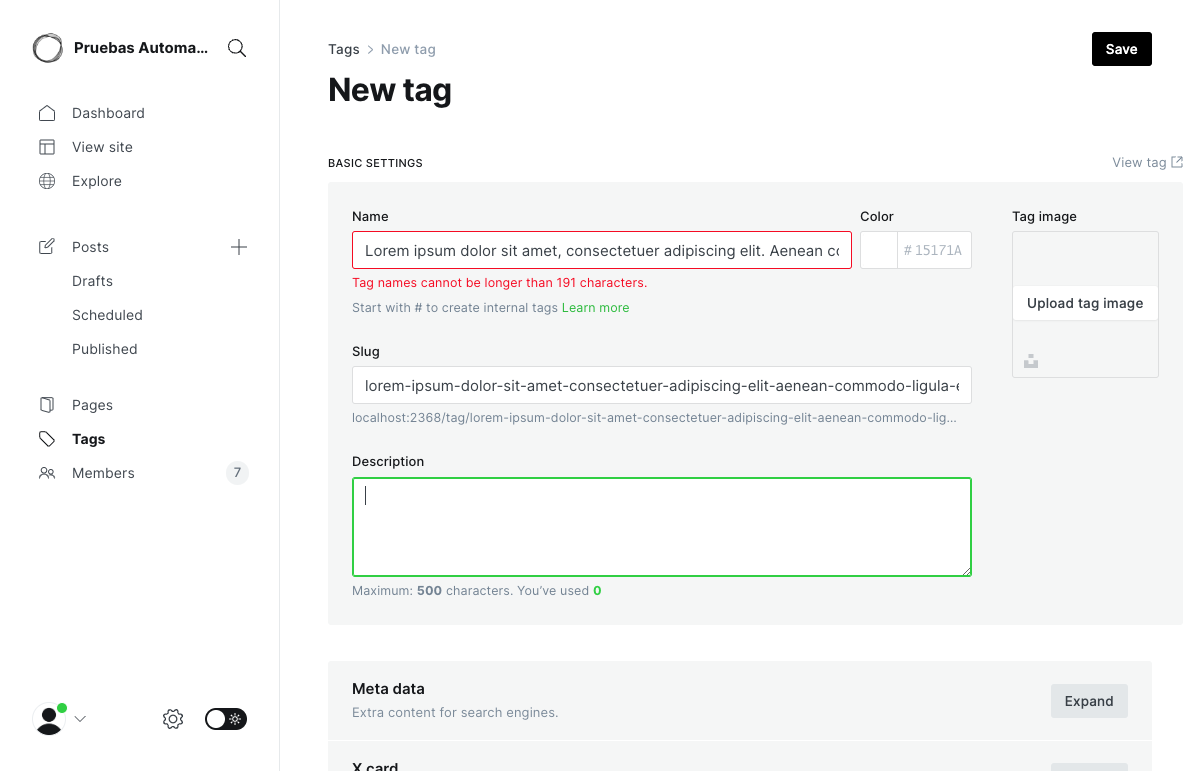 Pruebas Automa...
Dashboard
View site
Explore
Posts
Drafts
Scheduled
Published
Pages
Tags
Members
7
Tags > New tag
Save
New tag
BASIC SETTINGS
View tag
Name
Color
Tag image
Lorem ipsum dolor sit amet, consectetuer adipiscing elit. Aenean co
# 15171A
Tag names cannot be longer than 191 characters.
Upload tag image
Start with # to create internal tags Learn more
Slug
lorem-ipsum-dolor-sit-amet-consectetuer-adipiscing-elit-aenean-commodo-ligula-e
localhost:2368/tag/lorem-ipsum-dolor-sit-amet-consectetuer-adipiscing-elit-aenean-commodo-lig...
Description
Maximum: 500 characters. You've used 0
Meta data
Extra content for search engines.
Expand
X card